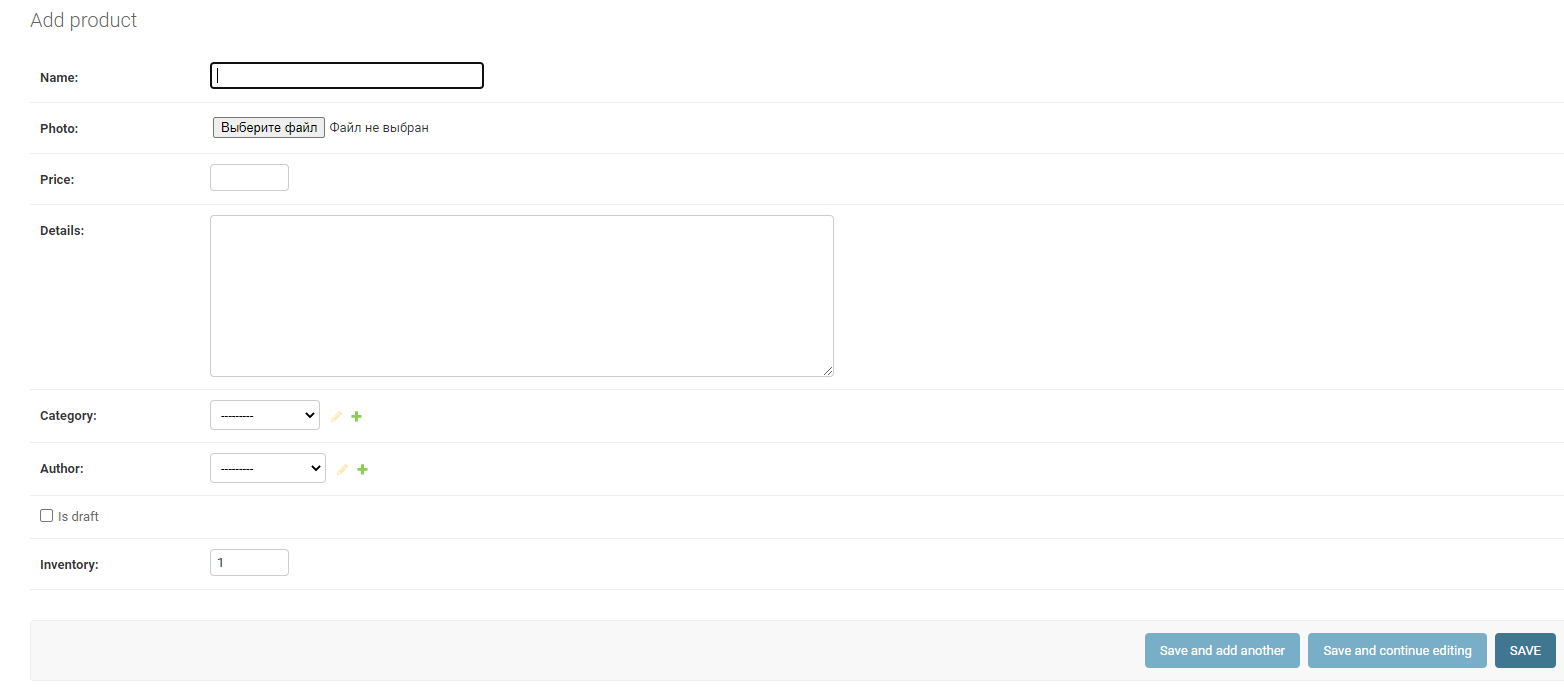 Add product
Name:
Photo: Выберите файл Файл не выбран
Price:
Details:
Category: ---------
Author: ---------
Is draft
Inventory: 1
Save and add another Save and continue editing SAVE